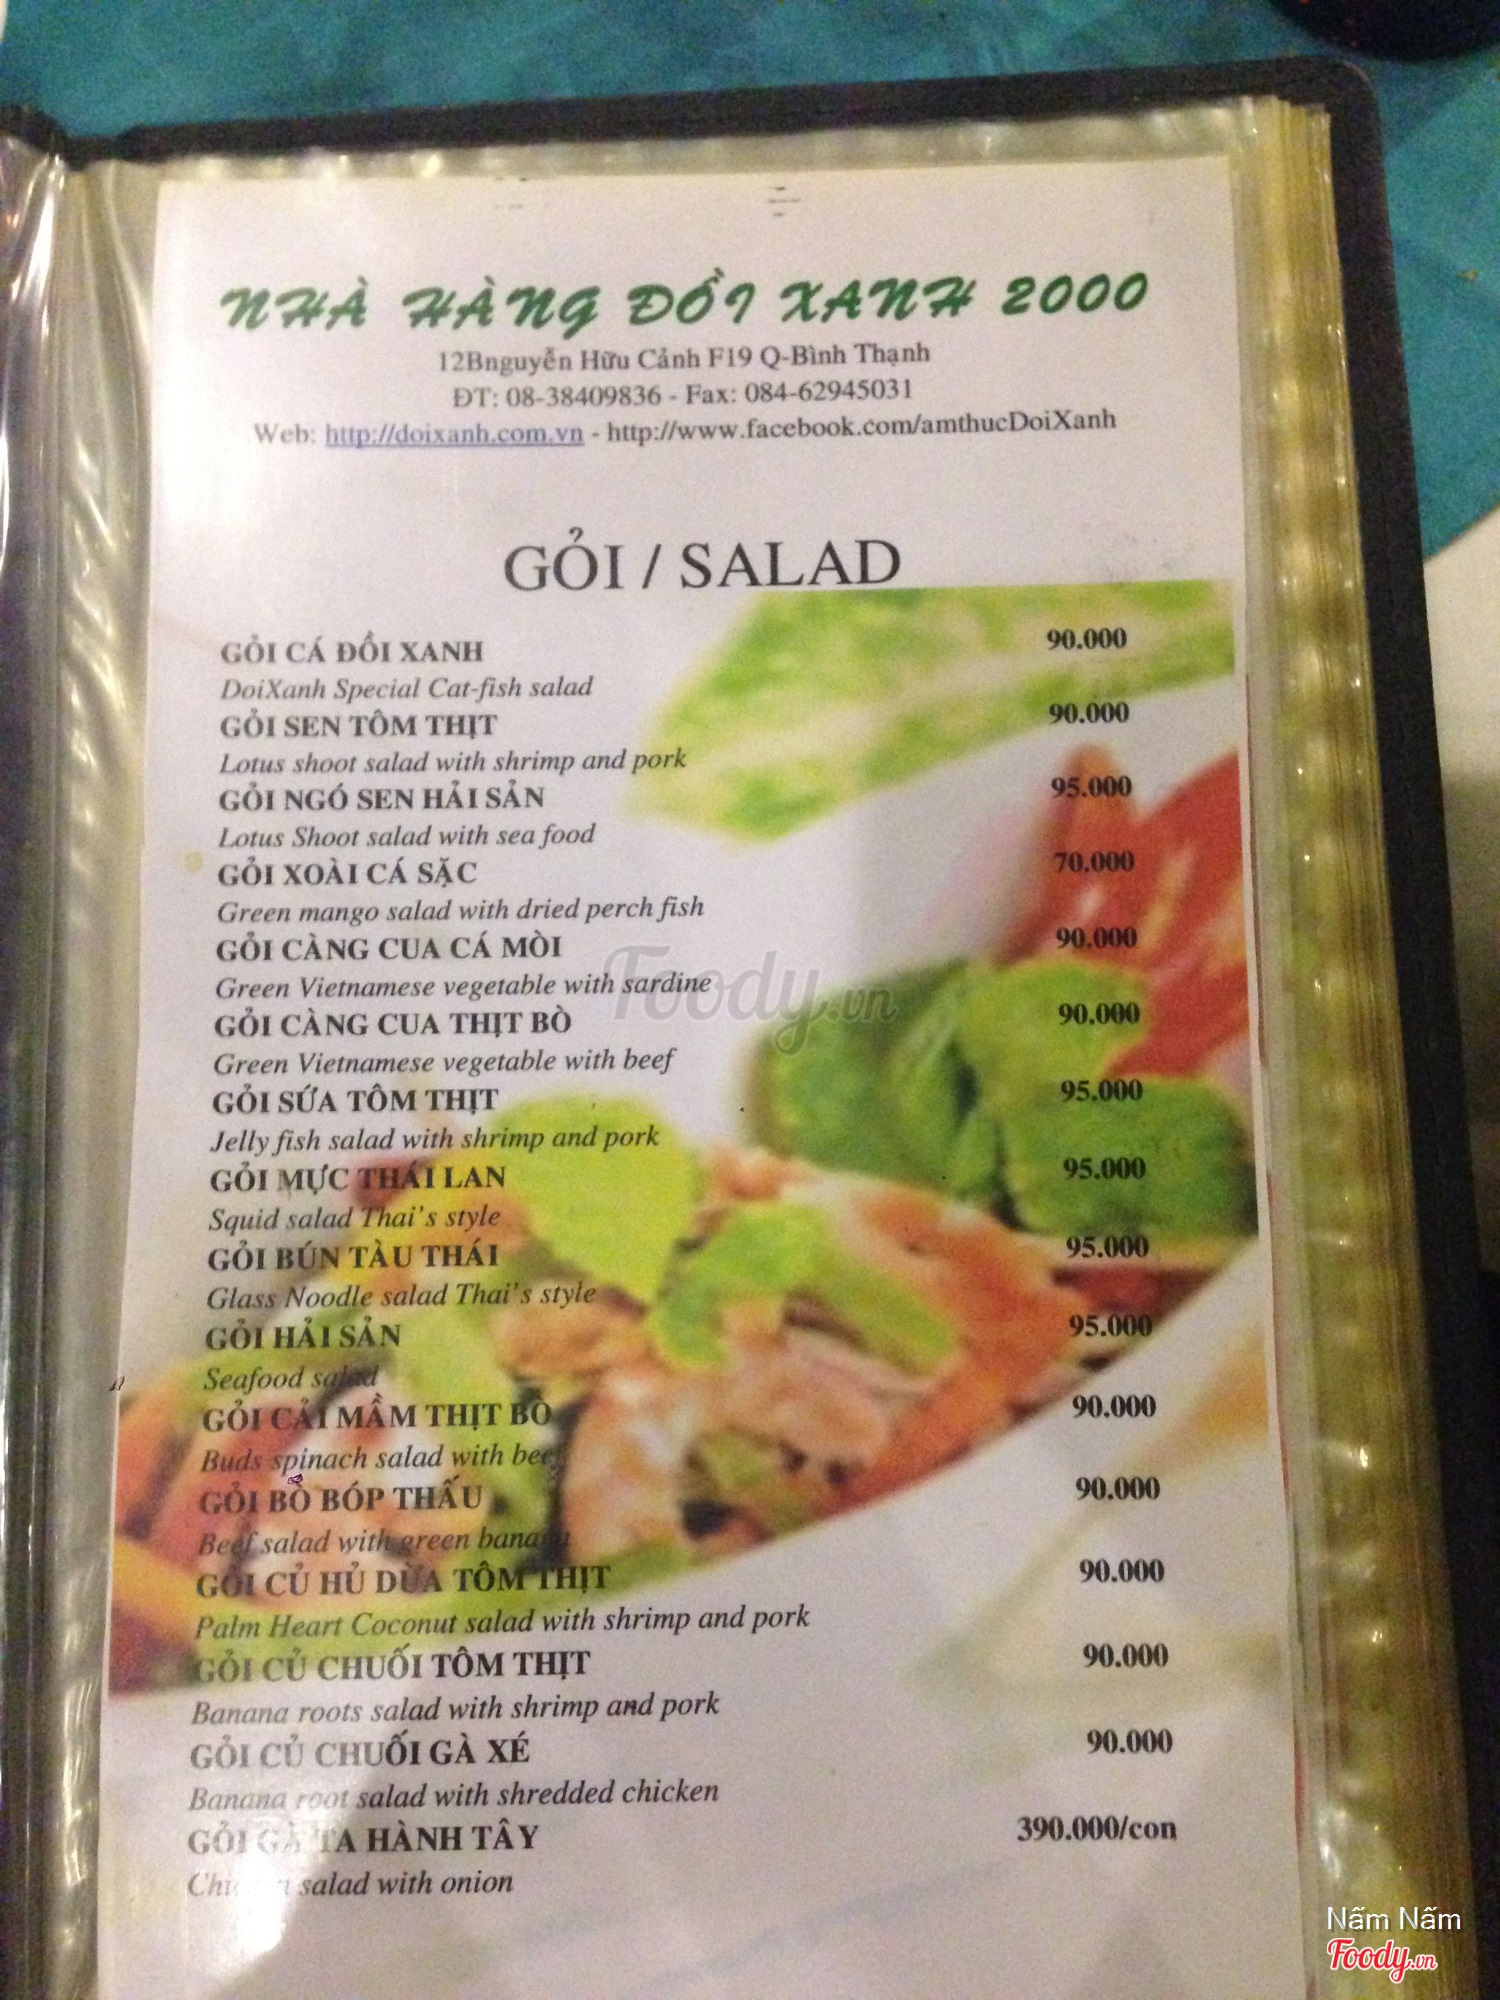 NHÀ HÀNG ĐỒI XANH 2000
12Bnguyễn Hữu Cảnh F19 Q-Bình Thạnh
ĐT: 08-38409836 - Fax: 084-62945031
Web: http://doixanh.com.vn - http://www.facebook.com/amthucDoiXanh
GỎI / SALAD
GỎI CÁ ĐỒI XANH 90.000
DoiXanh Special Cat-fish salad
GỎI SEN TÔM THỊT 90.000
Lotus shoot salad with shrimp and pork
GỎI NGÓ SEN HẢI SẢN 95.000
Lotus Shoot salad with sea food
GỎI XOÀI CÁ SẶC 70.000
Green mango salad with dried perch fish
GỎI CÀNG CUA CÁ MÒI 90.000
Green Vietnamese vegetable with sardine
GỎI CÀNG CUA THỊT BÒ 90.000
Green Vietnamese vegetable with beef
GỎI SỨA TÔM THỊT 95.000
Jelly fish salad with shrimp and pork
GỎI MỰC THÁI LAN 95.000
Squid salad Thai's style
GỎI BÚN TÀU THÁI 95.000
Glass Noodle salad Thai's style
GỎI HẢI SẢN 95.000
Seafood salad
GỎI CẢI MẦM THỊT BÒ 90.000
Buds spinach salad with beef
GỎI BÒ BÓP THẤU 90.000
Beef salad with green banana
GỎI CỦ HỦ DỪA TÔM THỊT 90.000
Palm Heart Coconut salad with shrimp and pork
GỎI CỦ CHUỐI TÔM THỊT 90.000
Banana roots salad with shrimp and pork
GỎI CỦ CHUỐI GÀ XÉ 90.000
Banana root salad with shredded chicken
GỎI GÀ TA HÀNH TÂY 390.000/con
Chicken salad with onion
Foody.vn
Nấm Nấm
Foody.vn